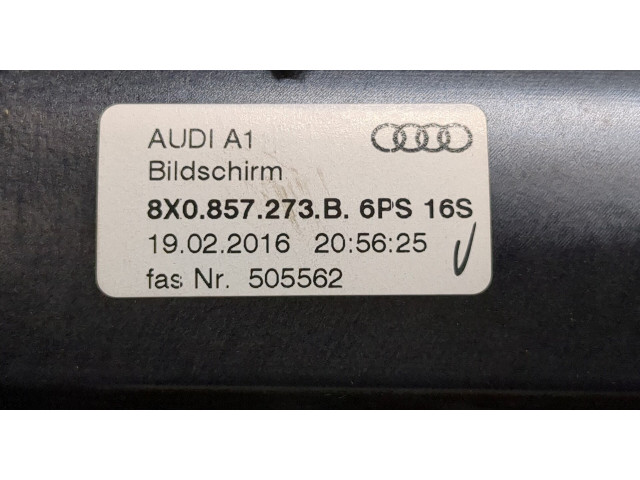 AUDI A1
Bildschirm
8X0.857.273.B. 6PS 16S
19.02.2016 20:56:25
fas Nr. 505562